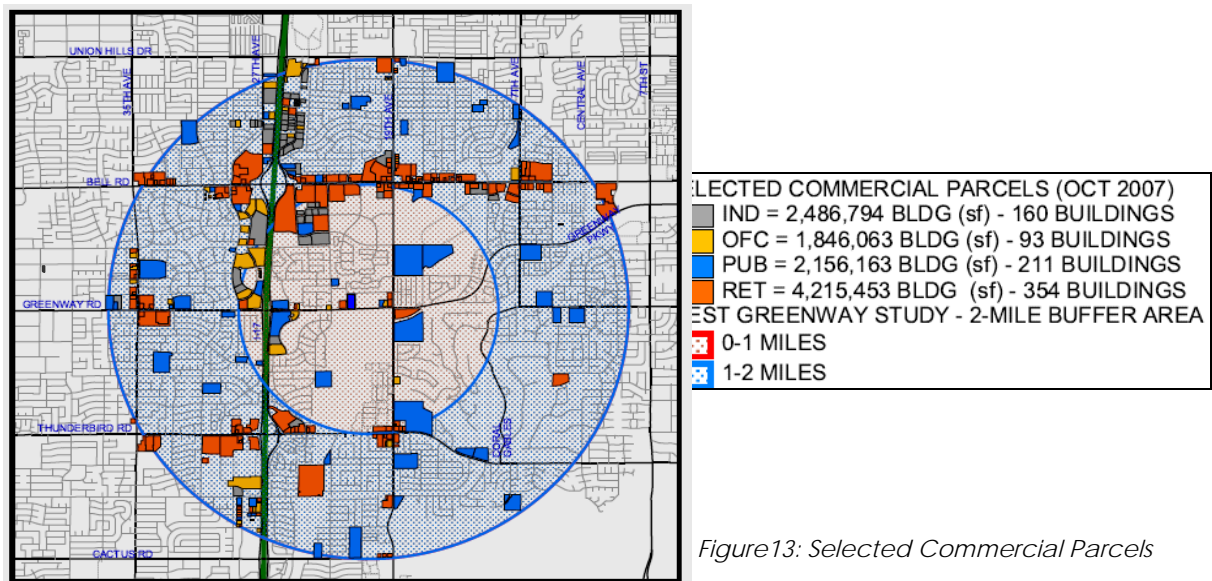 UNION HILLS DR
35TH AVE
27TH AVE
19TH AVE
7TH AVE
CENTRAL AVE
7TH ST
BELL RD
GREENWAY
PKWY
GREENWAY RD
I-17
THUNDERBIRD RD
CORAL
GABLES
CACTUS RD
ELECTED COMMERCIAL PARCELS (OCT 2007)
IND = 2,486,794 BLDG (sf) - 160 BUILDINGS
OFC = 1,846,063 BLDG (sf) - 93 BUILDINGS
PUB = 2,156,163 BLDG (sf) - 211 BUILDINGS
RET = 4,215,453 BLDG (sf) - 354 BUILDINGS
EST GREENWAY STUDY - 2-MILE BUFFER AREA
0-1 MILES
1-2 MILES
Figure13: Selected Commercial Parcels